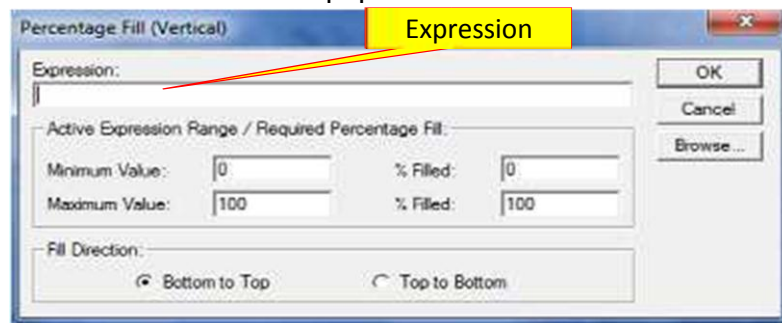 Percentage Fill (Vertical)
Expression
Expression:
OK
Cancel
Browse...
Active Expression Range / Required Percentage Fill:
Minimum Value: 0 % Filled: 0
Maximum Value: 100 % Filled: 100
Fill Direction:
Bottom to Top Top to Bottom